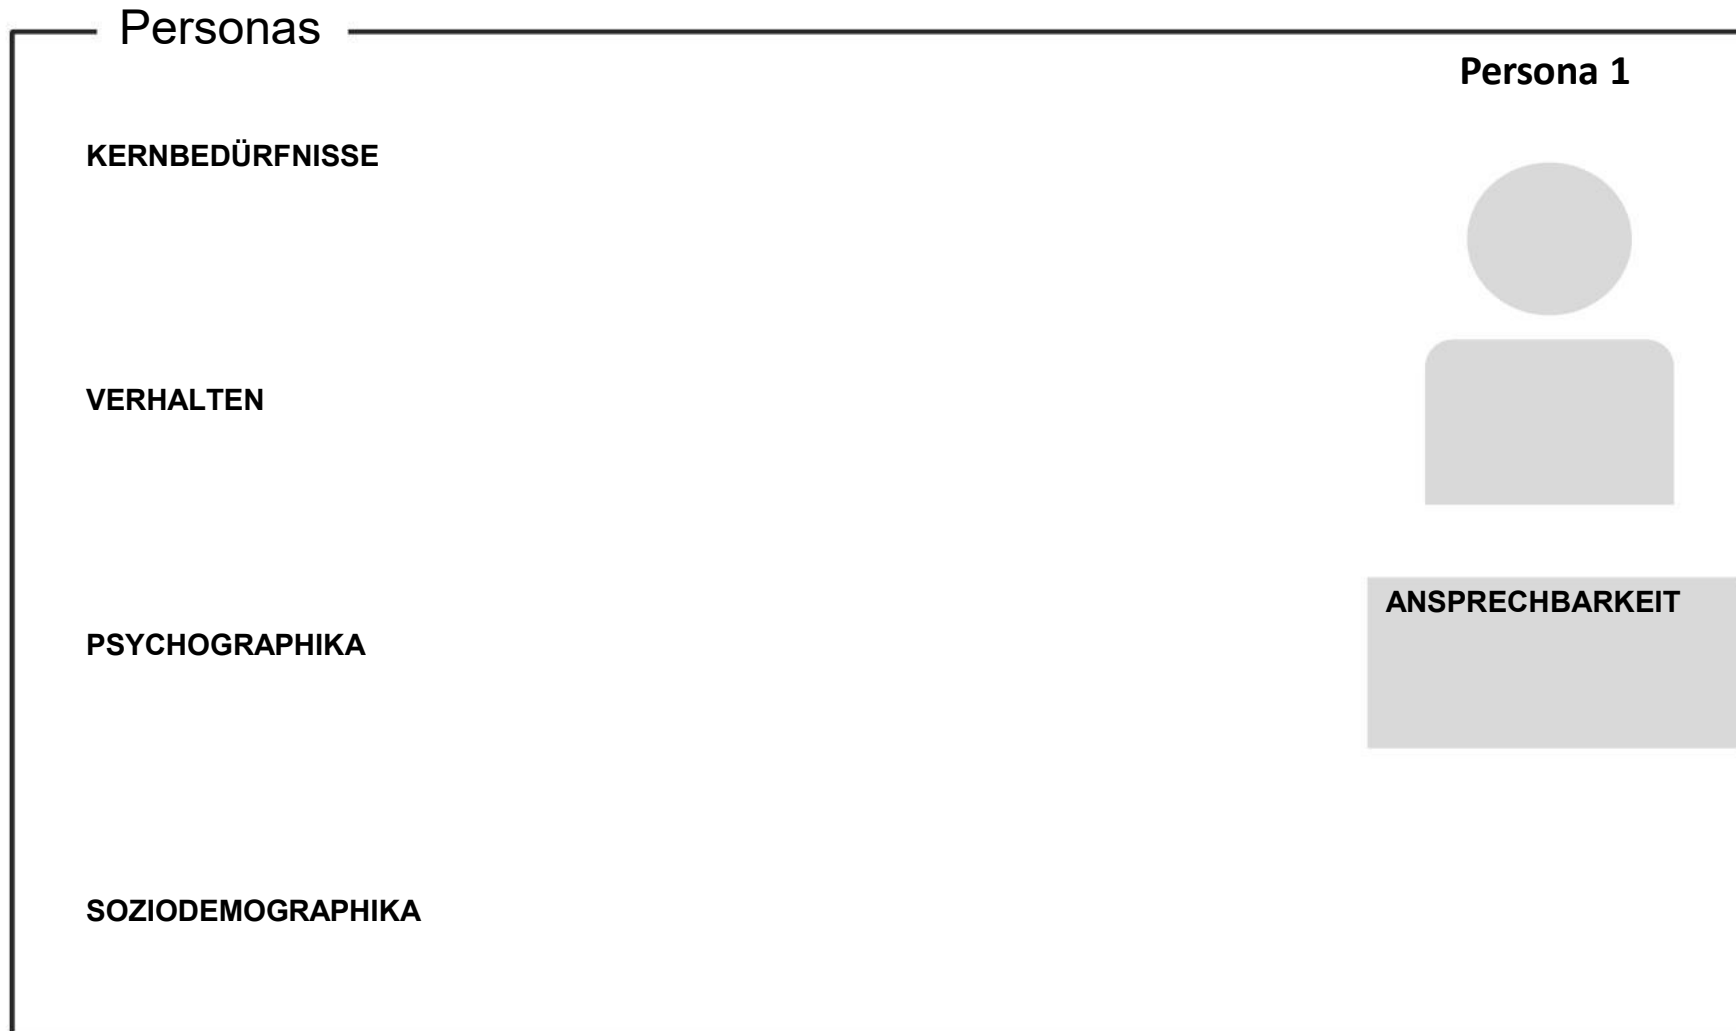 Personas
Persona 1
KERNBEDÜRFNISSE
VERHALTEN
ANSPRECHBARKEIT
PSYCHOGRAPHIKA
SOZIODEMOGRAPHIKA